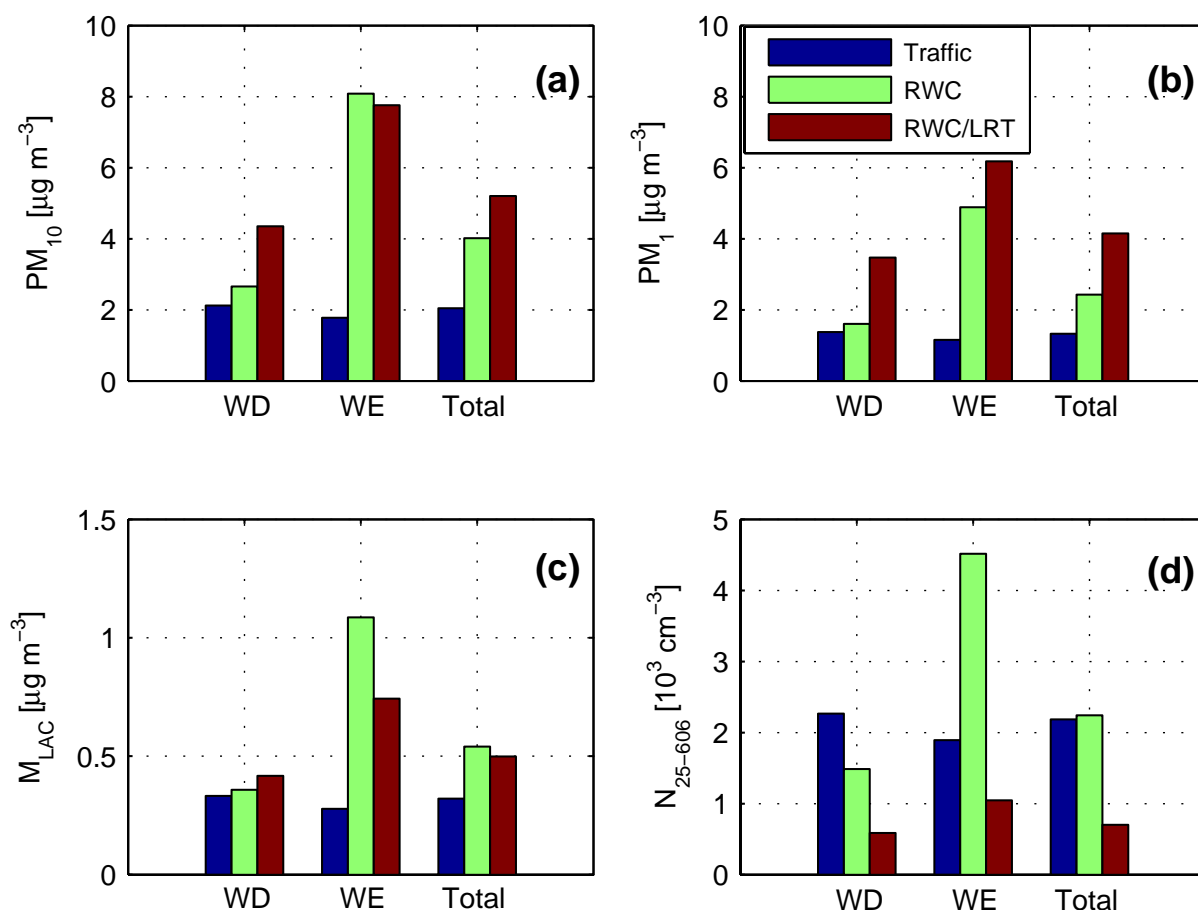 10
8
6
4
2
0
PM10 [μg m−3]
(a)
WD WE Total
10
8
6
4
2
0
PM1 [μg m−3]
Traffic
RWC
RWC/LRT
(b)
WD WE Total
1.5
1
0.5
0
MLAC [μg m−3]
(c)
WD WE Total
5
4
3
2
1
0
N25−606 [103 cm−3]
(d)
WD WE Total